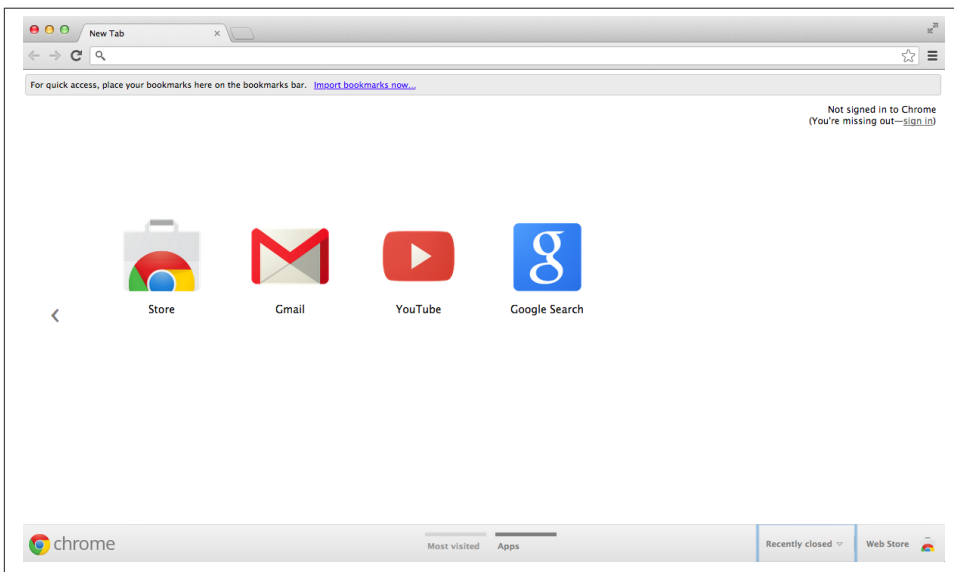 New Tab
For quick access, place your bookmarks here on the bookmarks bar. Import bookmarks now...
Not signed in to Chrome
(You're missing out—sign in)
g
Store Gmail YouTube Google Search
chrome Most visited Apps Recently closed Web Store